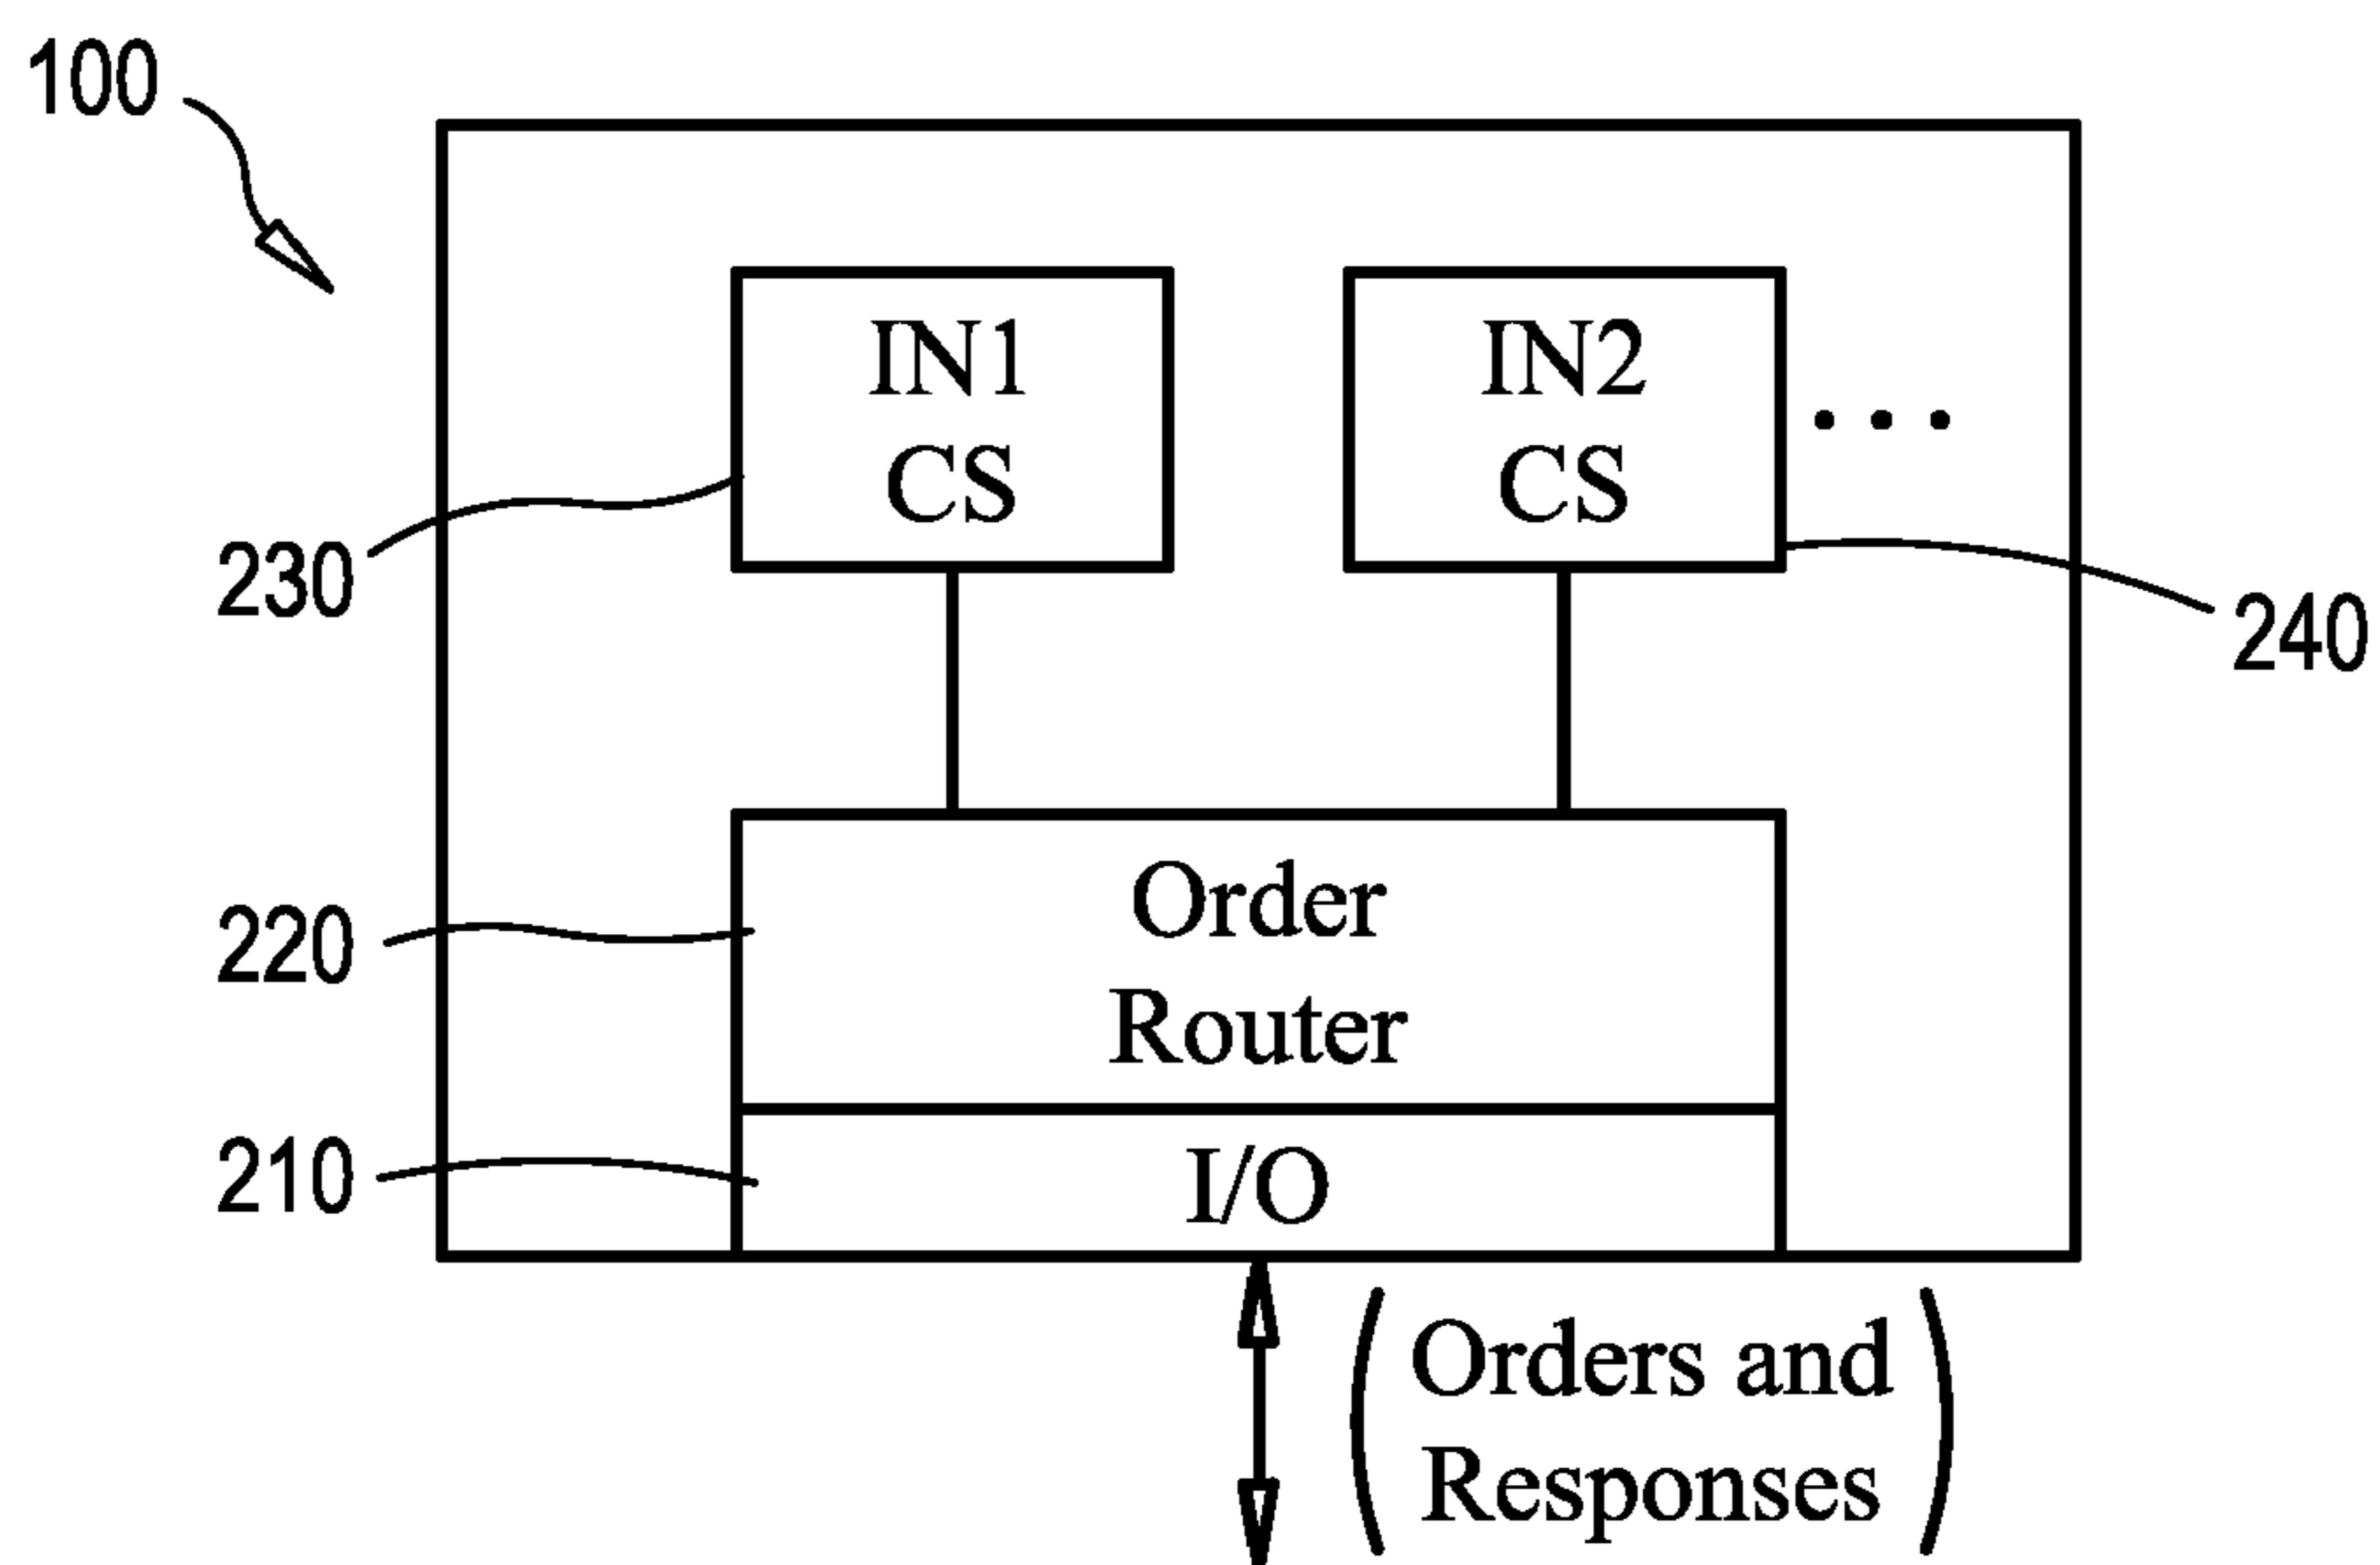 100
IN1
CS
IN2
CS
...
230
240
Order
Router
220
210
I/O
(Orders and
Responses)